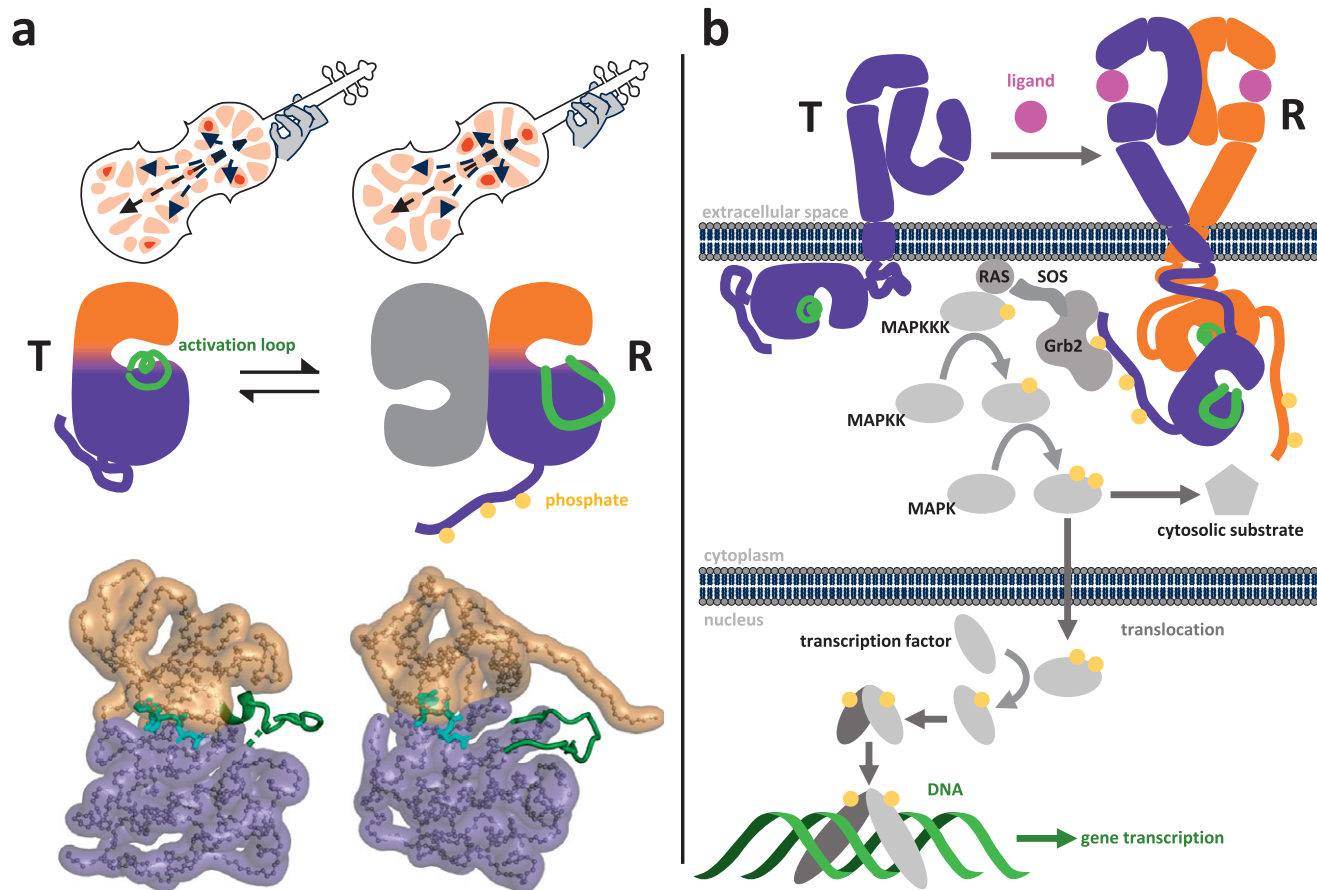 a
T
activation loop
R
phosphate
b
T
ligand
R
extracellular space
RAS
SOS
MAPKKK
Grb2
MAPKK
MAPK
cytosolic substrate
cytoplasm
nucleus
translocation
transcription factor
DNA
gene transcription